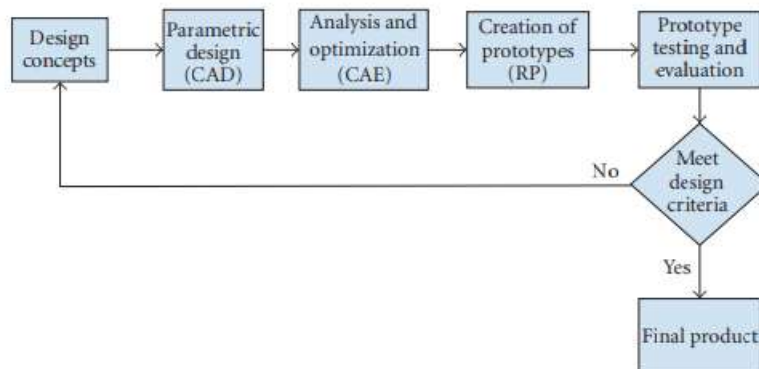 Design
concepts
Parametric
design
(CAD)
Analysis and
optimization
(CAE)
Creation of
prototypes
(RP)
Prototype
testing and
evaluation
Meet
design
criteria
No
Yes
Final product